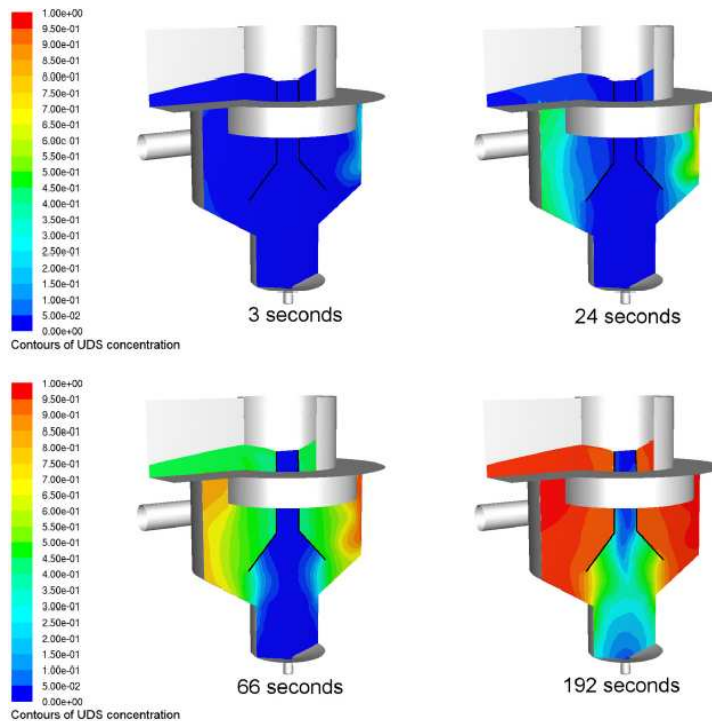 1.00e+00
9.50e-01
9.00e-01
8.50e-01
8.00e-01
7.50e-01
7.00e-01
6.50e-01
6.00e-01
5.50e-01
5.00e-01
4.50e-01
4.00e-01
3.50e-01
3.00e-01
2.50e-01
2.00e-01
1.50e-01
1.00e-01
5.00e-02
0.00e+00
Contours of UDS concentration
3 seconds
24 seconds
1.00e+00
9.50e-01
9.00e-01
8.50e-01
8.00e-01
7.50e-01
7.00e-01
6.50e-01
6.00e-01
5.50e-01
5.00e-01
4.50e-01
4.00e-01
3.50e-01
3.00e-01
2.50e-01
2.00e-01
1.50e-01
1.00e-01
5.00e-02
0.00e+00
Contours of UDS concentration
66 seconds
192 seconds